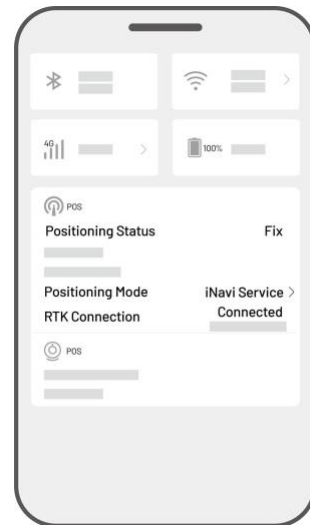 4G
100%
POS
Positioning Status Fix
Positioning Mode iNavi Service >
RTK Connection Connected
POS